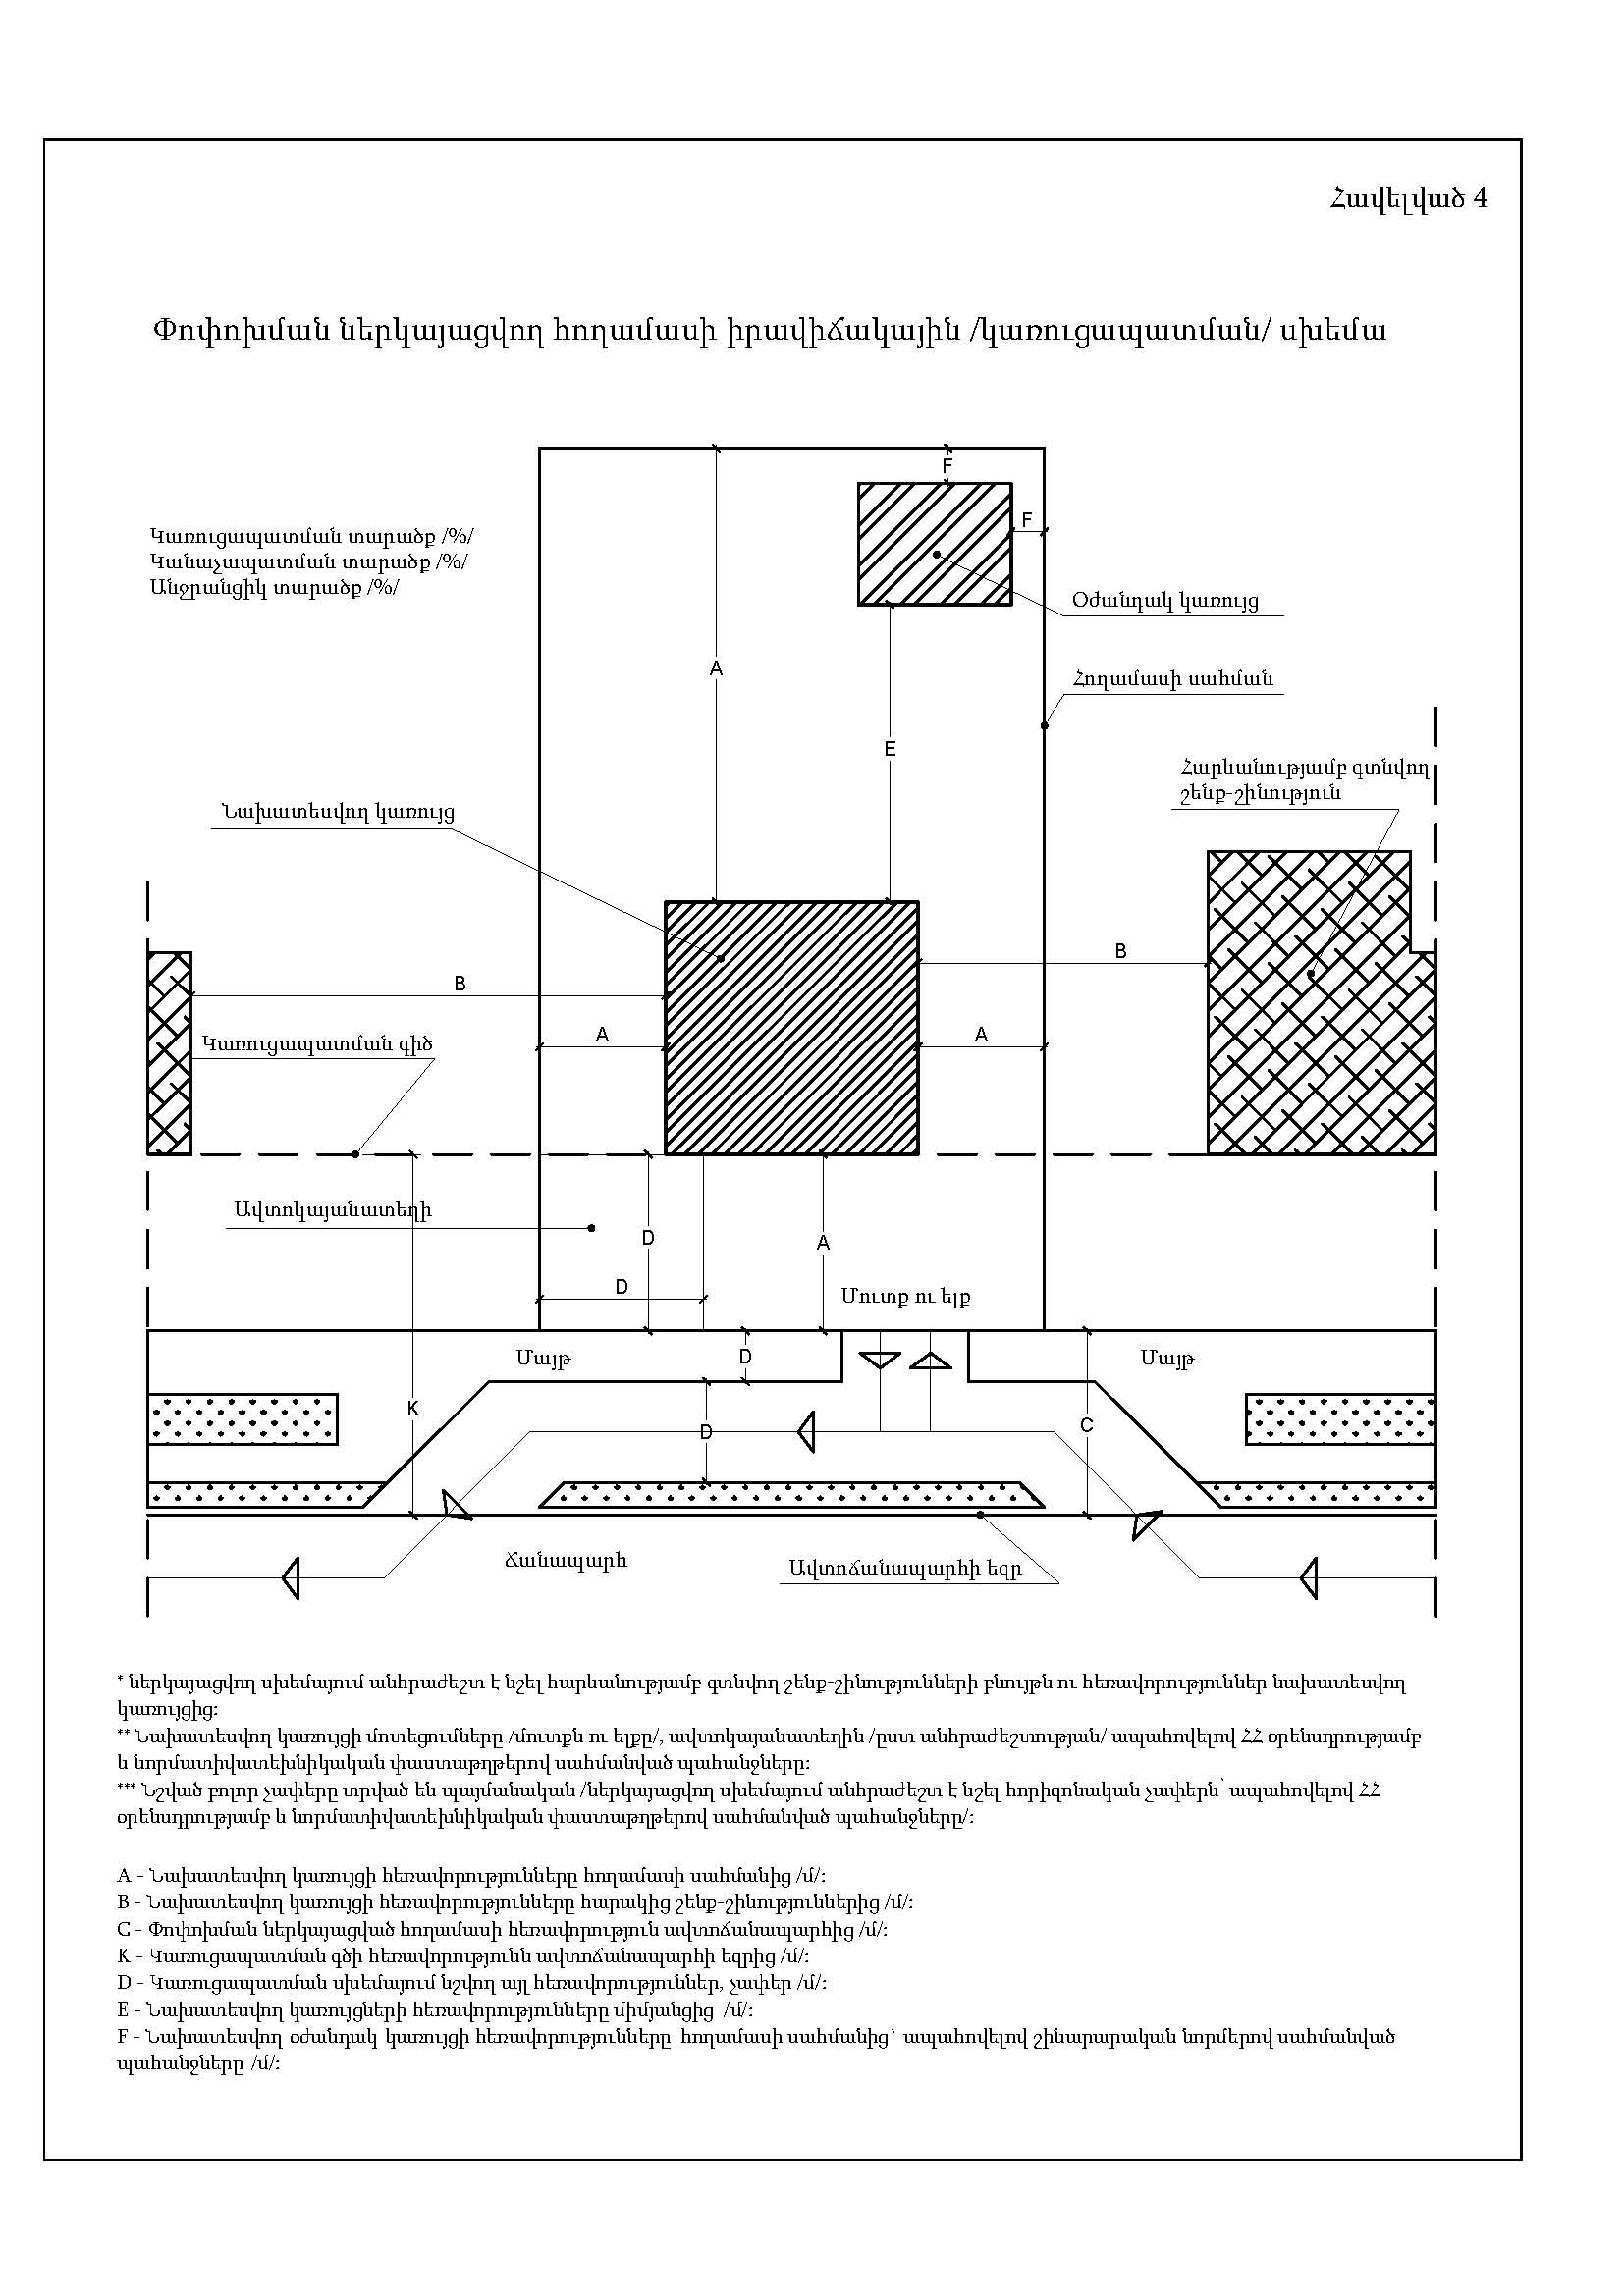 Հավելված 4
Փոփոխման ներկայացվող հողամասի իրավիճակային /կառուցապատման/ սխեմա
F
Կառուցապատման տարածք /%/
Կանաչապատման տարածք /%/
Անջրանցիկ տարածք /%/
F
Օժանդակ կառույց
A
Հողամասի սահման
E
Հարևանությամբ գտնվող
շենք-շինություն
Նախատեսվող կառույց
B
B
A
A
Կառուցապատման գիծ
Ավտոկայանատեղի
D
A
D
Մուտք ու ելք
Մայթ
D
Մայթ
K
D
C
Ճանապարհ
Ավտոճանապարհի եզր
* ներկայացվող սխեմայում անհրաժեշտ է նշել հարևանությամբ գտնվող շենք-շինությունների բնույթն ու հեռավորություններ նախատեսվող
կառույցից:
** Նախատեսվող կառույցի մոտեցումները /մուտքն ու ելքը/, ավտոկայանատեղին /ըստ անհրաժեշտության/ ապահովելով ՀՀ օրենսդրությամբ
և նորմատիվատեխնիկական փաստաթղթերով սահմանված պահանջները:
*** Նշված բոլոր չափերը տրված են պայմանական /ներկայացվող սխեմայում անհրաժեշտ է նշել հորիզոնական չափերն՝ ապահովելով ՀՀ
օրենսդրությամբ և նորմատիվատեխնիկական փաստաթղթերով սահմանված պահանջները/:
A - Նախատեսվող կառույցի հեռավորությունները հողամասի սահմանից /մ/:
B - Նախատեսվող կառույցի հեռավորությունները հարակից շենք-շինություններից /մ/:
C - Փոփոխման ներկայացված հողամասի հեռավորություն ավտոճանապարհից /մ/:
K - Կառուցապատման գծի հեռավորությունն ավտոճանապարհի եզրից /մ/:
D - Կառուցապատման սխեմայում նշվող այլ հեռավորություններ, չափեր /մ/:
E - Նախատեսվող կառույցների հեռավորությունները միմյանցից /մ/:
F - Նախատեսվող օժանդակ կառույցի հեռավորությունները հողամասի սահմանից՝ ապահովելով շինարարական նորմերով սահմանված
պահանջները /մ/: